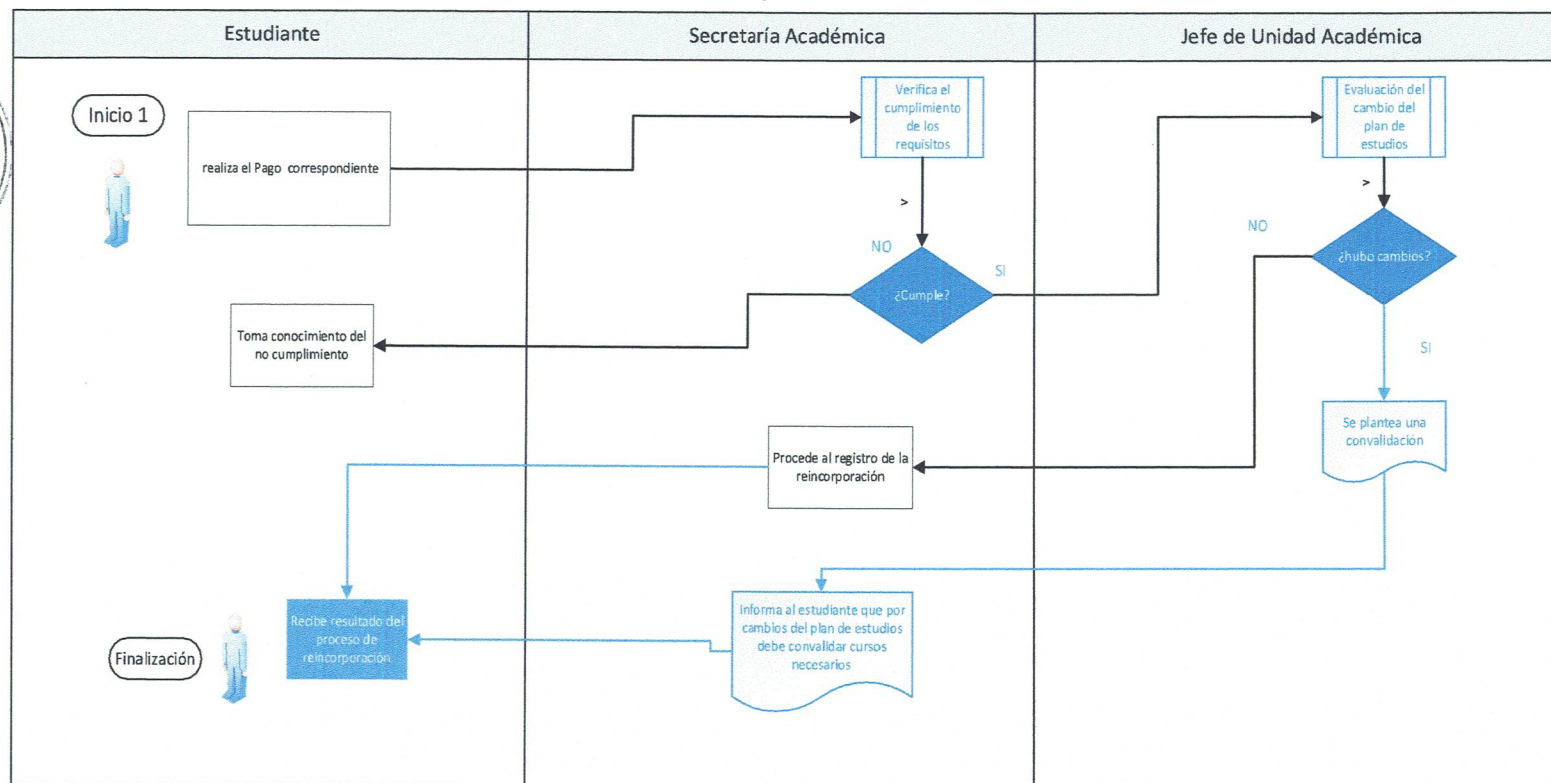 Estudiante
Secretaría Académica
Jefe de Unidad Académica
Inicio 1
realiza el Pago correspondiente
Verifica el
cumplimiento
de los
requisitos
Evaluación del
cambio del
plan de
estudios
>
>
NO
SI
¿Cumple?
NO
¿hubo cambios?
SI
Toma conocimiento del
no cumplimiento
Se plantea una
convalidación
Procede al registro de la
reincorporación
Informa al estudiante que por
cambios del plan de estudios
debe convalidar cursos
necesarios
Recibe resultado del
proceso de
reincorporación
Finalización